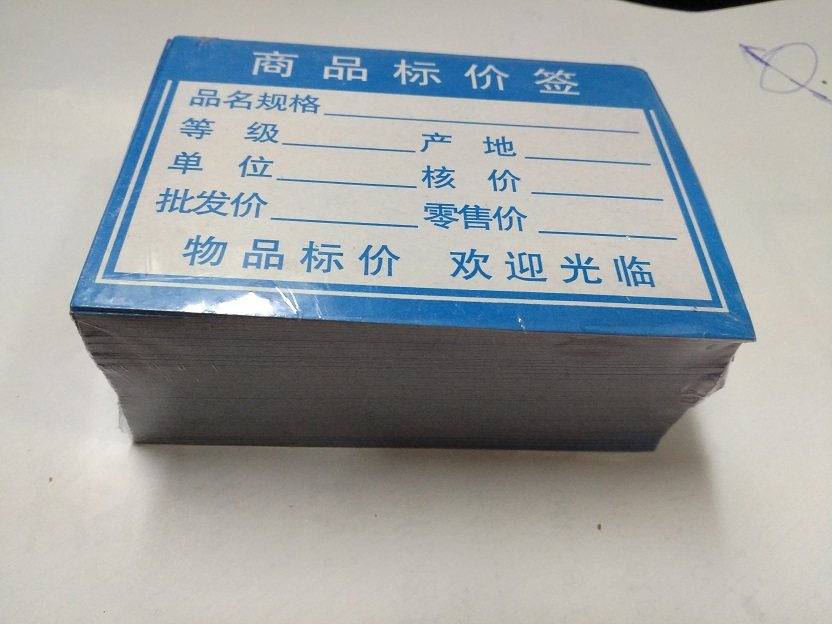 商品标价签
品名规格
等 级 产 地
单 位 核 价
批发价 零售价
物品标价 欢迎光临